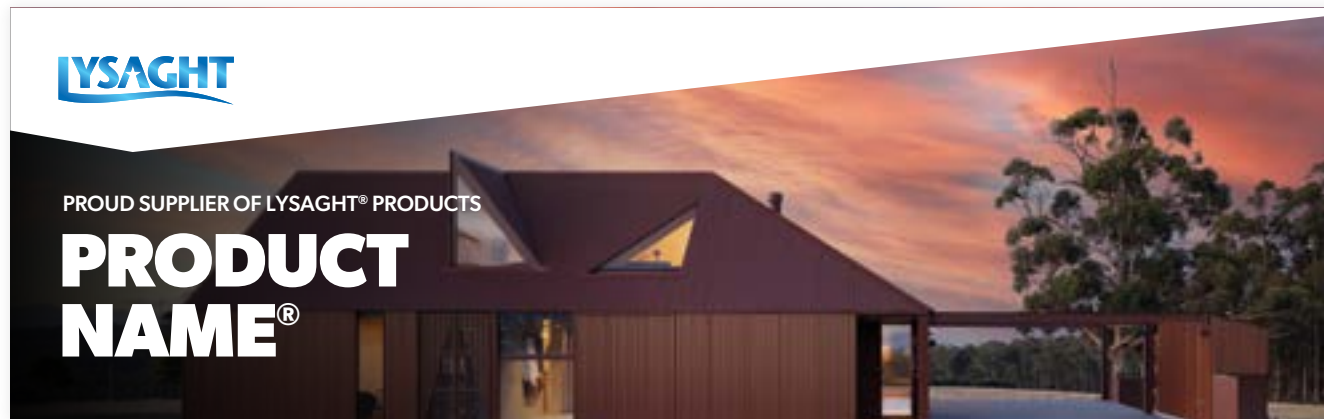 LYSAGHT
PROUD SUPPLIER OF LYSAGHT® PRODUCTS
PRODUCT
NAME®